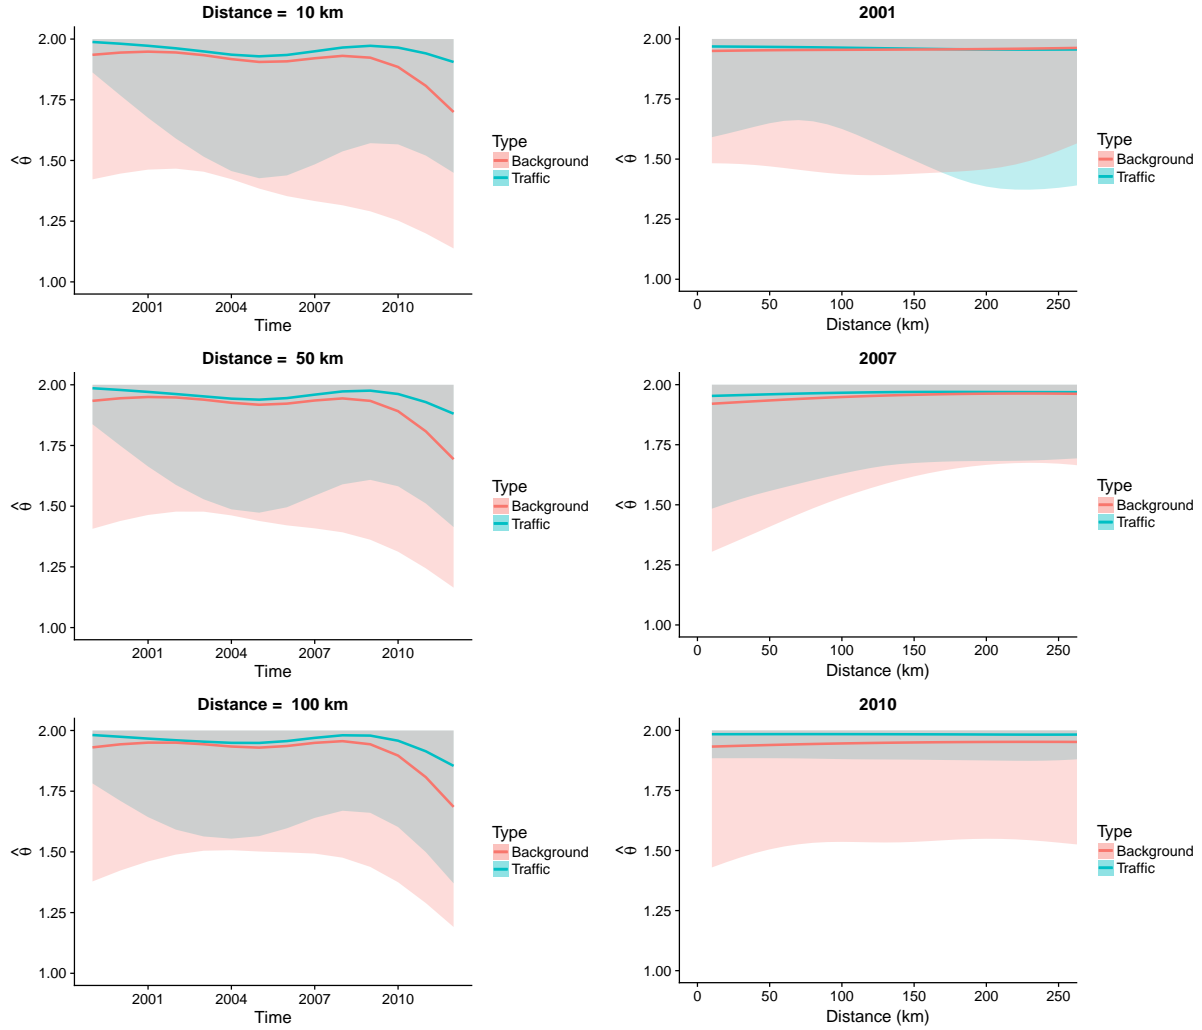 Distance =  10 km
2.00
1.75
1.50
1.25
1.00
θ̂
2001
2004
2007
2010
Time
Type
Background
Traffic
2001
2.00
1.75
1.50
1.25
1.00
θ̂
0
50
100
150
200
250
Distance (km)
Type
Background
Traffic
Distance =  50 km
2.00
1.75
1.50
1.25
1.00
θ̂
2001
2004
2007
2010
Time
Type
Background
Traffic
2007
2.00
1.75
1.50
1.25
1.00
θ̂
0
50
100
150
200
250
Distance (km)
Type
Background
Traffic
Distance =  100 km
2.00
1.75
1.50
1.25
1.00
θ̂
2001
2004
2007
2010
Time
Type
Background
Traffic
2010
2.00
1.75
1.50
1.25
1.00
θ̂
0
50
100
150
200
250
Distance (km)
Type
Background
Traffic